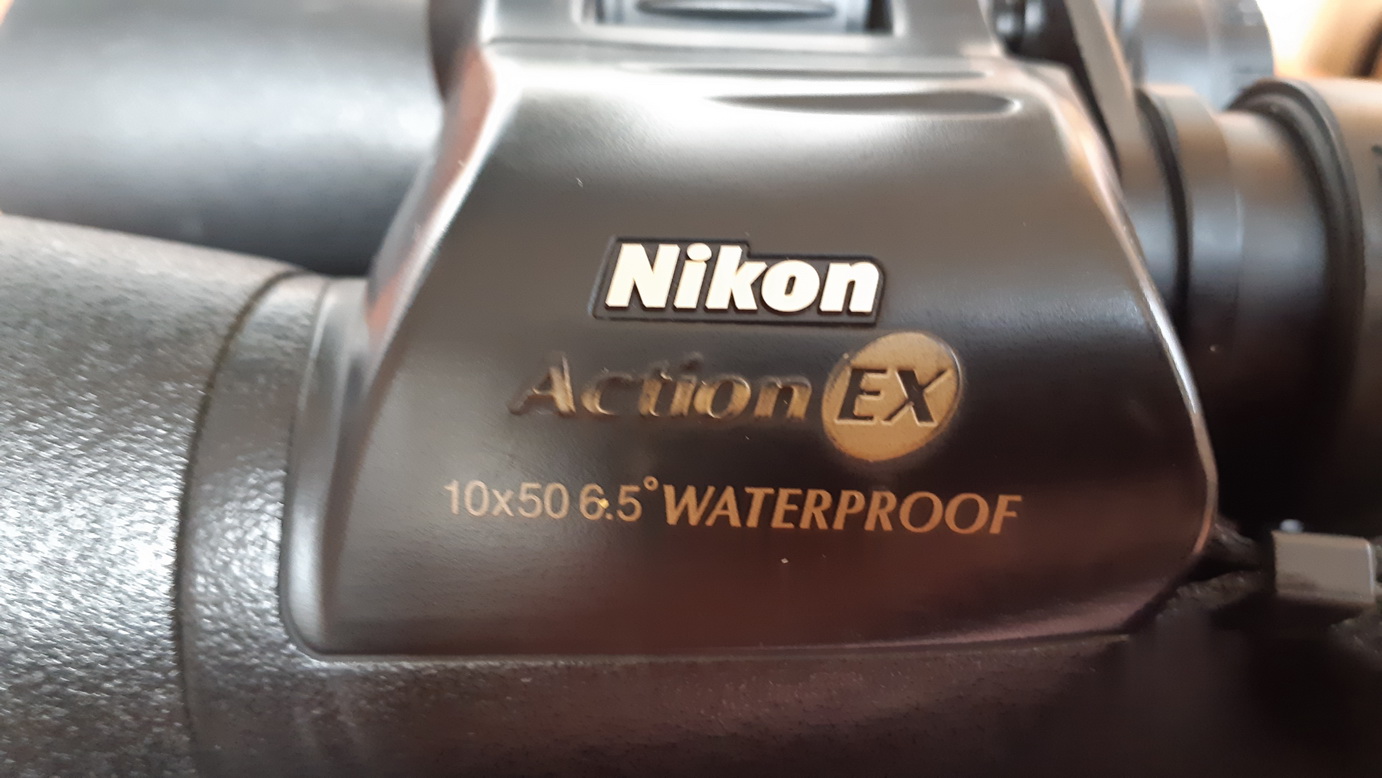 Nikon
Action EX
10x50 6.5° WATERPROOF